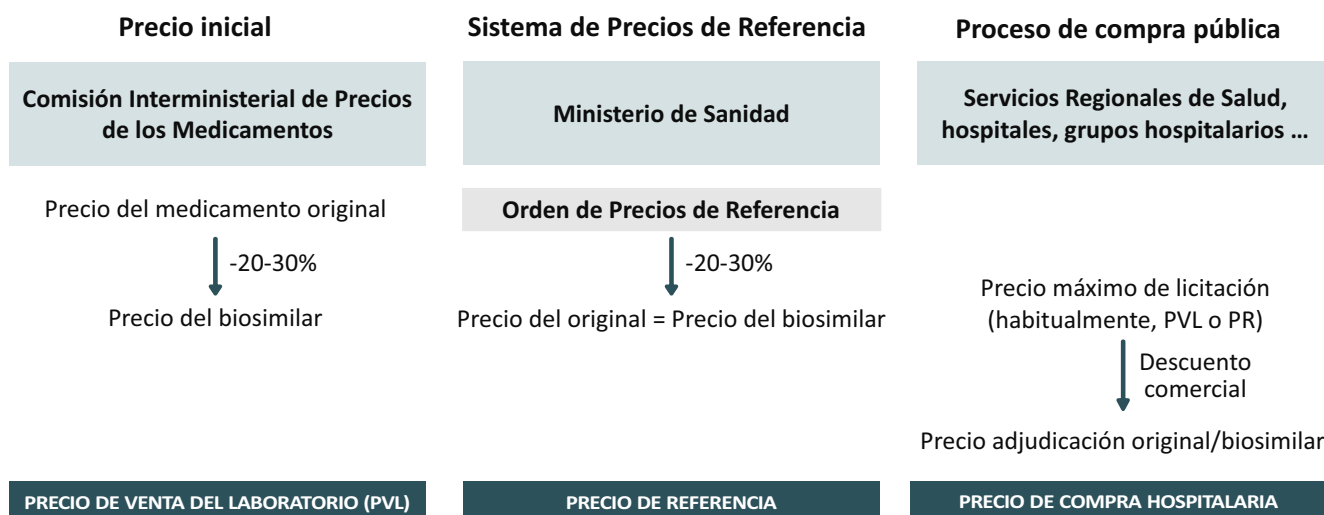 Precio inicial
Comisión Interministerial de Precios
de los Medicamentos
Precio del medicamento original
-20-30%
Precio del biosimilar
PRECIO DE VENTA DEL LABORATORIO (PVL)
Sistema de Precios de Referencia
Ministerio de Sanidad
Orden de Precios de Referencia
-20-30%
Precio del original = Precio del biosimilar
PRECIO DE REFERENCIA
Proceso de compra pública
Servicios Regionales de Salud,
hospitales, grupos hospitalarios ...
Precio máximo de licitación
(habitualmente, PVL o PR)
Descuento
comercial
Precio adjudicación original/biosimilar
PRECIO DE COMPRA HOSPITALARIA